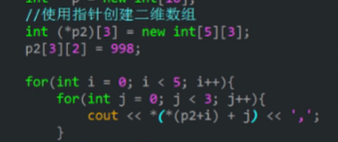 //使用指针创建二维数组
int (*p2)[3] = new int[5][3];
p2[3][2] = 998;
for(int i = 0; i < 5; i++){
for(int j = 0; j < 3; j++){
cout << *(*(p2+i) + j) << ',';
}